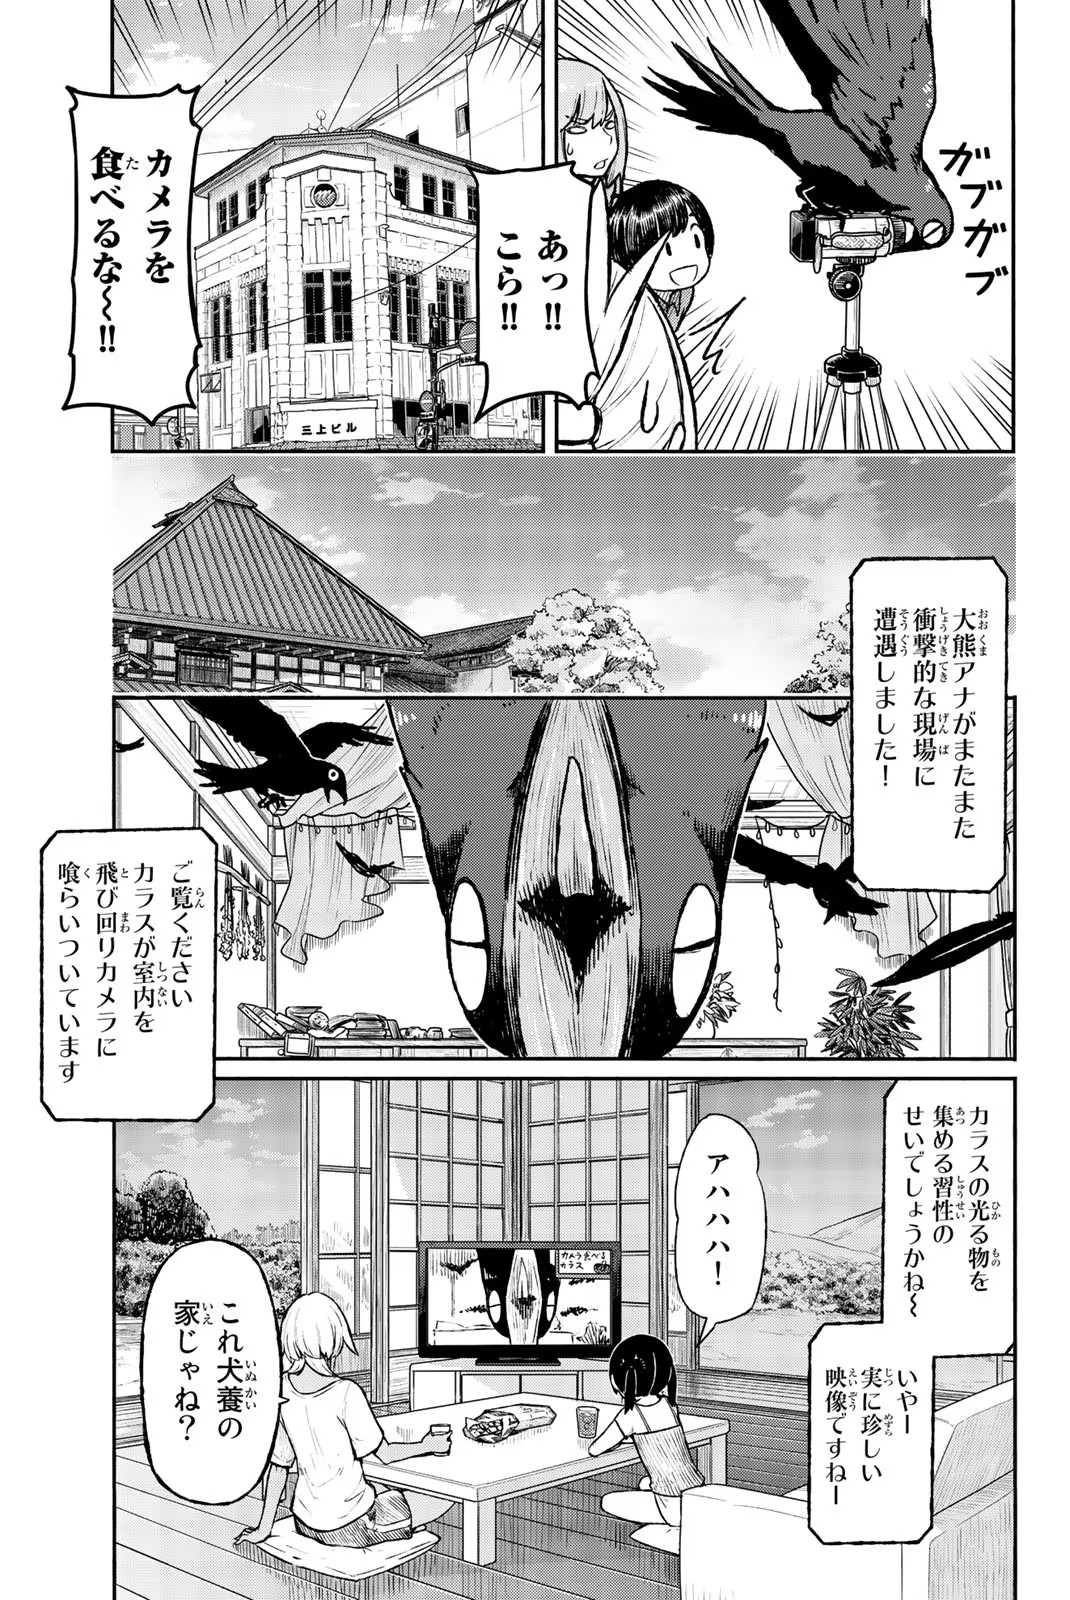 ガブガブ
あっ!!
こら!!
カメラを
食べるな〜!!
三上ビル
大熊アナがまたまた
衝撃的な現場に
遭遇しました!
ご覧ください
カラスが室内を
飛び回りカメラに
喰らいついています
カラスの光る物を
集める習性の
せいでしょうかね〜
アハハハ!
カメラ食べる
カラス
いやー
実に珍しい
映像ですねー
これ犬養の
家じゃね?